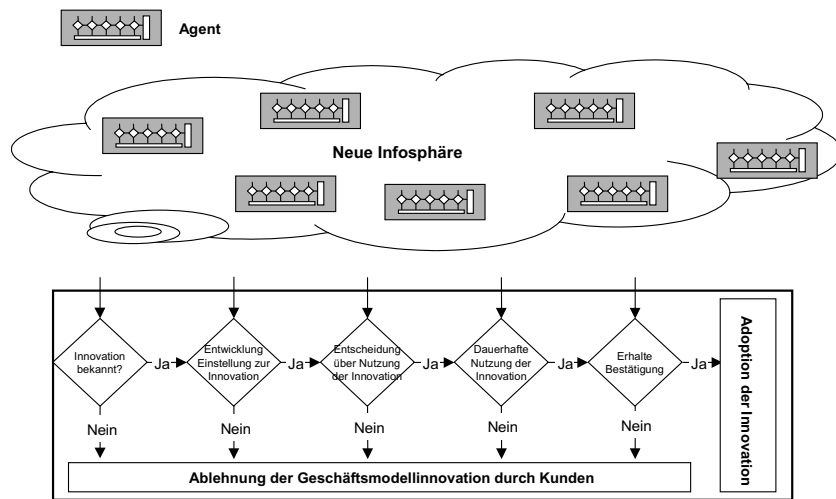 Agent
Neue Infosphäre
Innovation
bekannt?
Ja
Entwicklung
Einstellung zur
Innovation
Ja
Entscheidung
über Nutzung
der Innovation
Ja
Dauerhafte
Nutzung der
Innovation
Ja
Erhalte
Bestätigung
Ja
Adoption der Innovation
Nein
Nein
Nein
Nein
Nein
Ablehnung der Geschäftsmodellinnovation durch Kunden